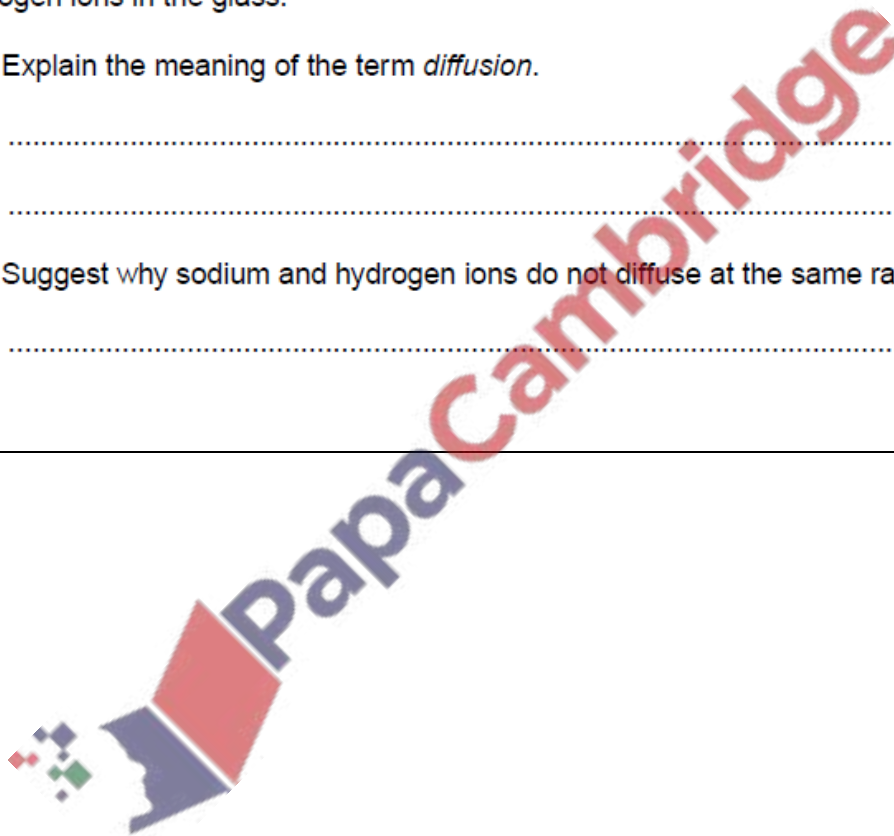 ogen ions in the glass.
Explain the meaning of the term diffusion.
Suggest why sodium and hydrogen ions do not diffuse at the same ra
PapaCambridge